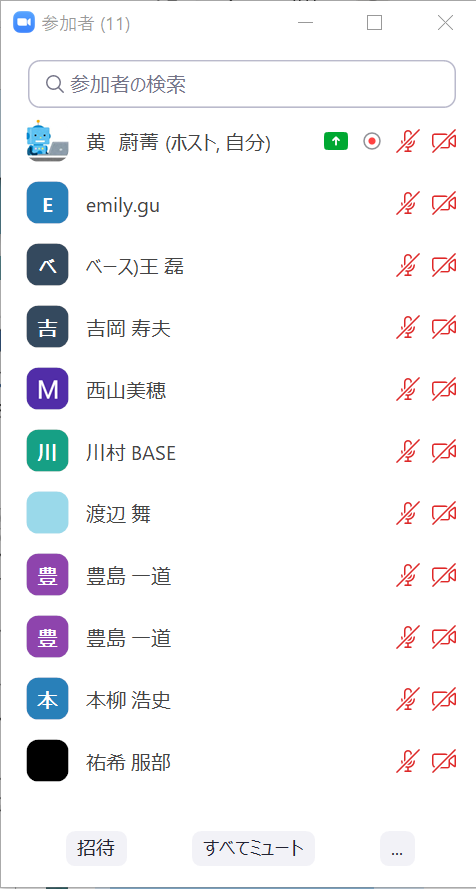 参加者 (11)
参加者の検索
黄 蔚菁 (ホスト, 自分)
E emily.gu
ベ ベース)王 磊
吉 吉岡 寿夫
M 西山美穂
川 川村 BASE
渡辺 舞
豊 豊島 一道
豊 豊島 一道
本 本柳 浩史
祐希 服部
招待 すべてミュート ...